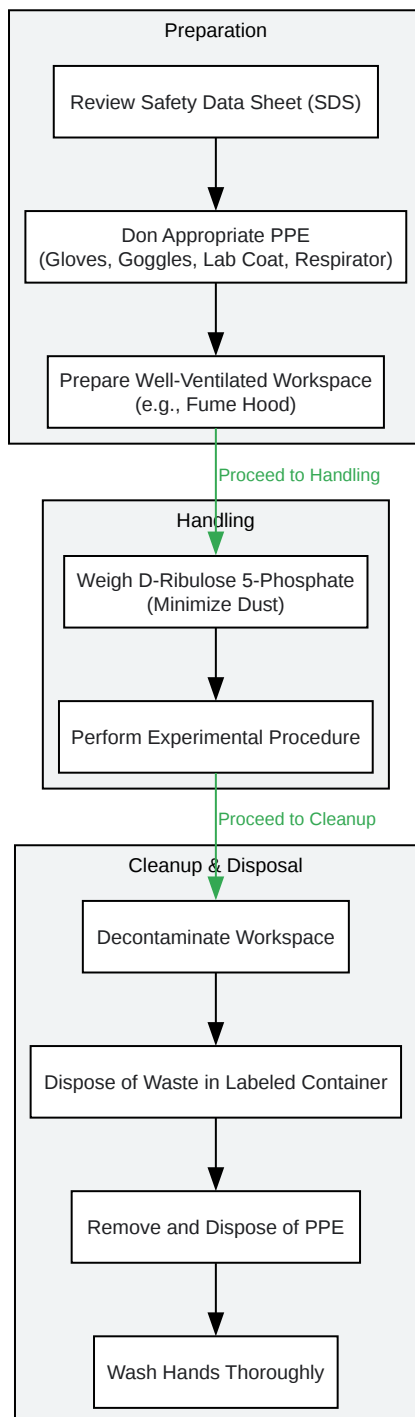 Preparation
Review Safety Data Sheet (SDS)
Don Appropriate PPE
(Gloves, Goggles, Lab Coat, Respirator)
Prepare Well-Ventilated Workspace
(e.g., Fume Hood)
Proceed to Handling
Handling
Weigh D-Ribulose 5-Phosphate
(Minimize Dust)
Perform Experimental Procedure
Proceed to Cleanup
Cleanup & Disposal
Decontaminate Workspace
Dispose of Waste in Labeled Container
Remove and Dispose of PPE
Wash Hands Thoroughly